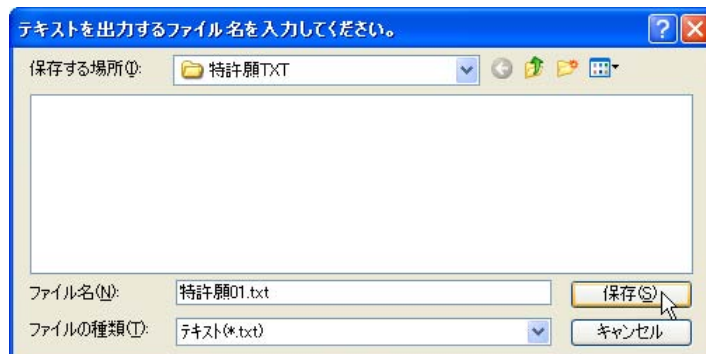 テキストを出力するファイル名を入力してください。
保存する場所(I):
特許願TXT
ファイル名(N):
特許願01.txt
保存(S)
ファイルの種類(T):
テキスト(*.txt)
キャンセル